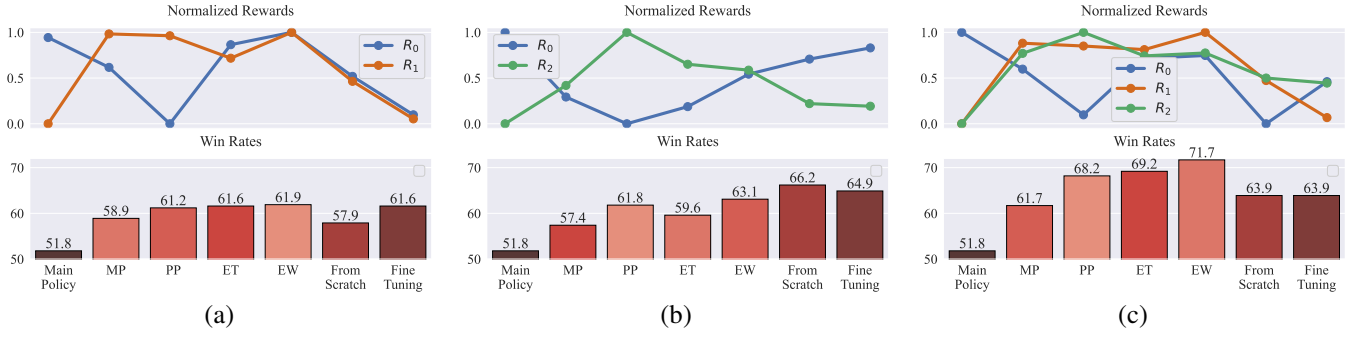 Normalized Rewards
1.0
0.5
0.0
R0
R1
Win Rates
70
60
50
51.8
58.9
61.2
61.6
61.9
57.9
61.6
Main Policy
MP
PP
ET
EW
From Scratch
Fine Tuning
(a)
Normalized Rewards
1.0
0.5
0.0
R0
R2
Win Rates
70
60
50
51.8
57.4
61.8
59.6
63.1
66.2
64.9
Main Policy
MP
PP
ET
EW
From Scratch
Fine Tuning
(b)
Normalized Rewards
1.0
0.5
0.0
R0
R1
R2
Win Rates
70
60
50
51.8
61.7
68.2
69.2
71.7
63.9
63.9
Main Policy
MP
PP
ET
EW
From Scratch
Fine Tuning
(c)